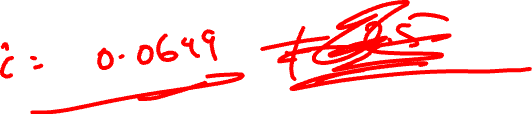 ĉ = 0.0649